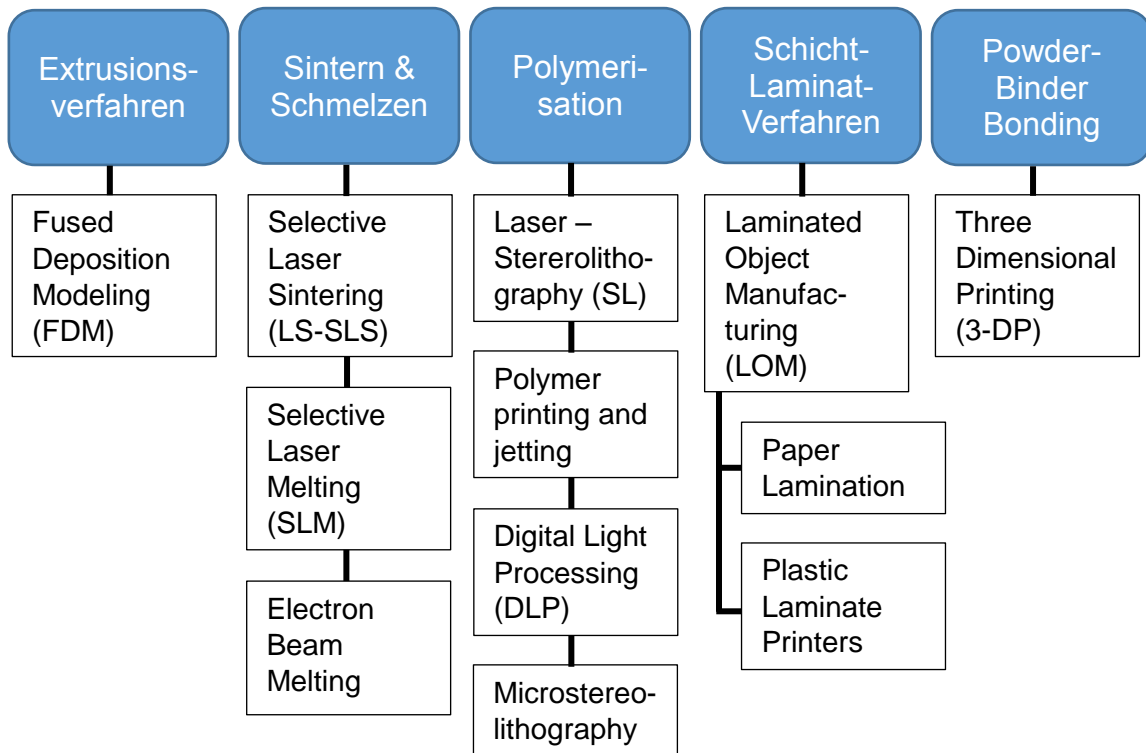 Extrusions-
verfahren
Sintern &
Schmelzen
Polymeri-
sation
Schicht-
Laminat-
Verfahren
Powder-
Binder
Bonding
Fused
Deposition
Modeling
(FDM)
Selective
Laser
Sintering
(LS-SLS)
Selective
Laser
Melting
(SLM)
Electron
Beam
Melting
Laser –
Stererolitho-
graphy (SL)
Polymer
printing and
jetting
Digital Light
Processing
(DLP)
Microstereo-
lithography
Laminated
Object
Manufac-
turing
(LOM)
Paper
Lamination
Plastic
Laminate
Printers
Three
Dimensional
Printing
(3-DP)